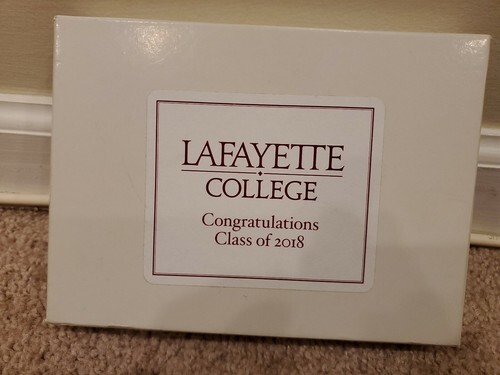 LAFAYETTE
COLLEGE
Congratulations
Class of 2018